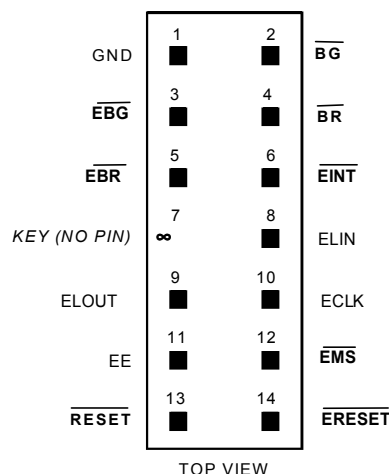 1 2
GND BG
3 4
EBG BR
5 6
EBR EINT
7 8
KEY (NO PIN) ∞ ELIN
9 10
ELOUT ECLK
11 12
EE EMS
13 14
RESET ERESET
TOP VIEW